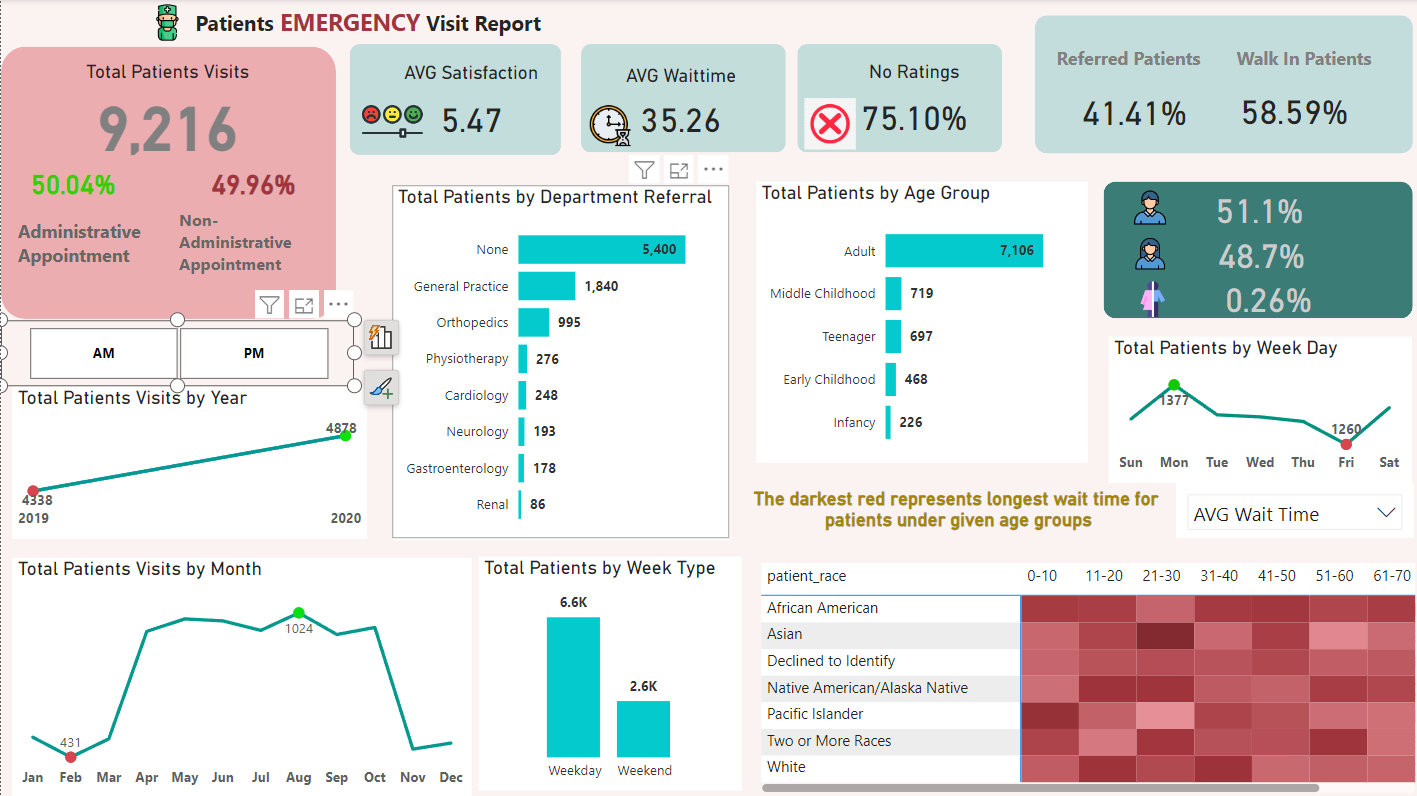 Patients EMERGENCY Visit Report
Total Patients Visits
9,216
50.04%
49.96%
Administrative
Appointment
Non-
Administrative
Appointment
AVG Satisfaction
5.47
AVG Waittime
35.26
No Ratings
75.10%
Referred Patients
Walk In Patients
41.41%
58.59%
AM
PM
Total Patients Visits by Year
4878
4338
2019
2020
Total Patients by Department Referral
None
5,400
General Practice
1,840
Orthopedics
995
Physiotherapy
276
Cardiology
248
Neurology
193
Gastroenterology
178
Renal
86
Total Patients by Age Group
Adult
7,106
Middle Childhood
719
Teenager
697
Early Childhood
468
Infancy
226
51.1%
48.7%
0.26%
Total Patients by Week Day
1377
1260
Sun Mon Tue Wed Thu Fri Sat
The darkest red represents longest wait time for
patients under given age groups
AVG Wait Time
Total Patients Visits by Month
1024
431
Jan Feb Mar Apr May Jun Jul Aug Sep Oct Nov Dec
Total Patients by Week Type
6.6K
2.6K
Weekday
Weekend
patient_race 0-10 11-20 21-30 31-40 41-50 51-60 61-70
African American
Asian
Declined to Identify
Native American/Alaska Native
Pacific Islander
Two or More Races
White